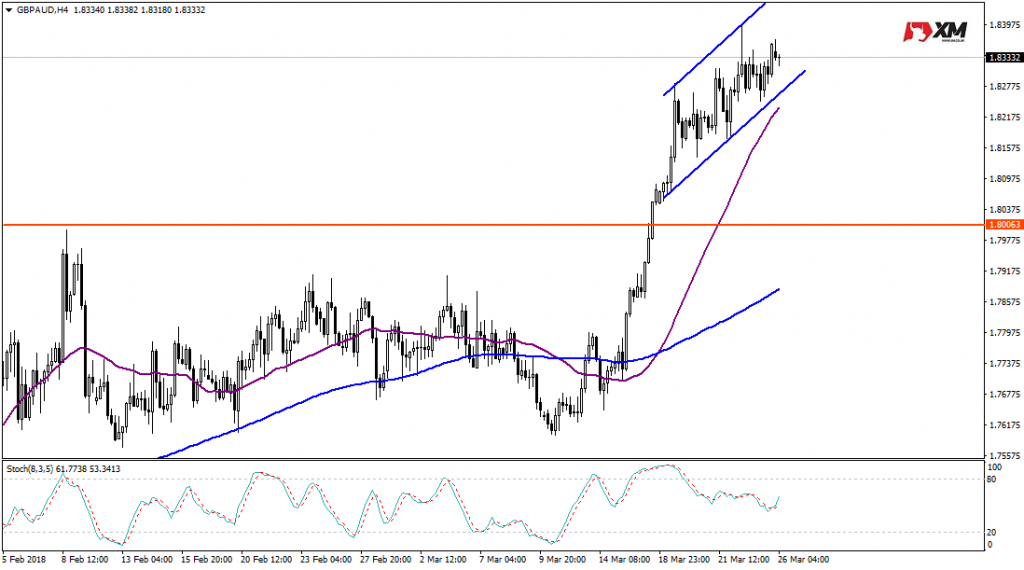 GBPAUD,H4 1.83340 1.83382 1.83180 1.83332
XM
1.83975
1.83332
1.82775
1.82175
1.81575
1.80975
1.80375
1.80063
1.79775
1.79175
1.78575
1.77975
1.77375
1.76775
1.76175
1.75575
Stoch(8,3,5) 61.7738 53.3413
100
80
20
0
5 Feb 2018
8 Feb 12:00
13 Feb 04:00
15 Feb 20:00
20 Feb 12:00
23 Feb 04:00
27 Feb 20:00
2 Mar 12:00
7 Mar 04:00
9 Mar 20:00
14 Mar 08:00
18 Mar 23:00
21 Mar 12:00
26 Mar 04:00